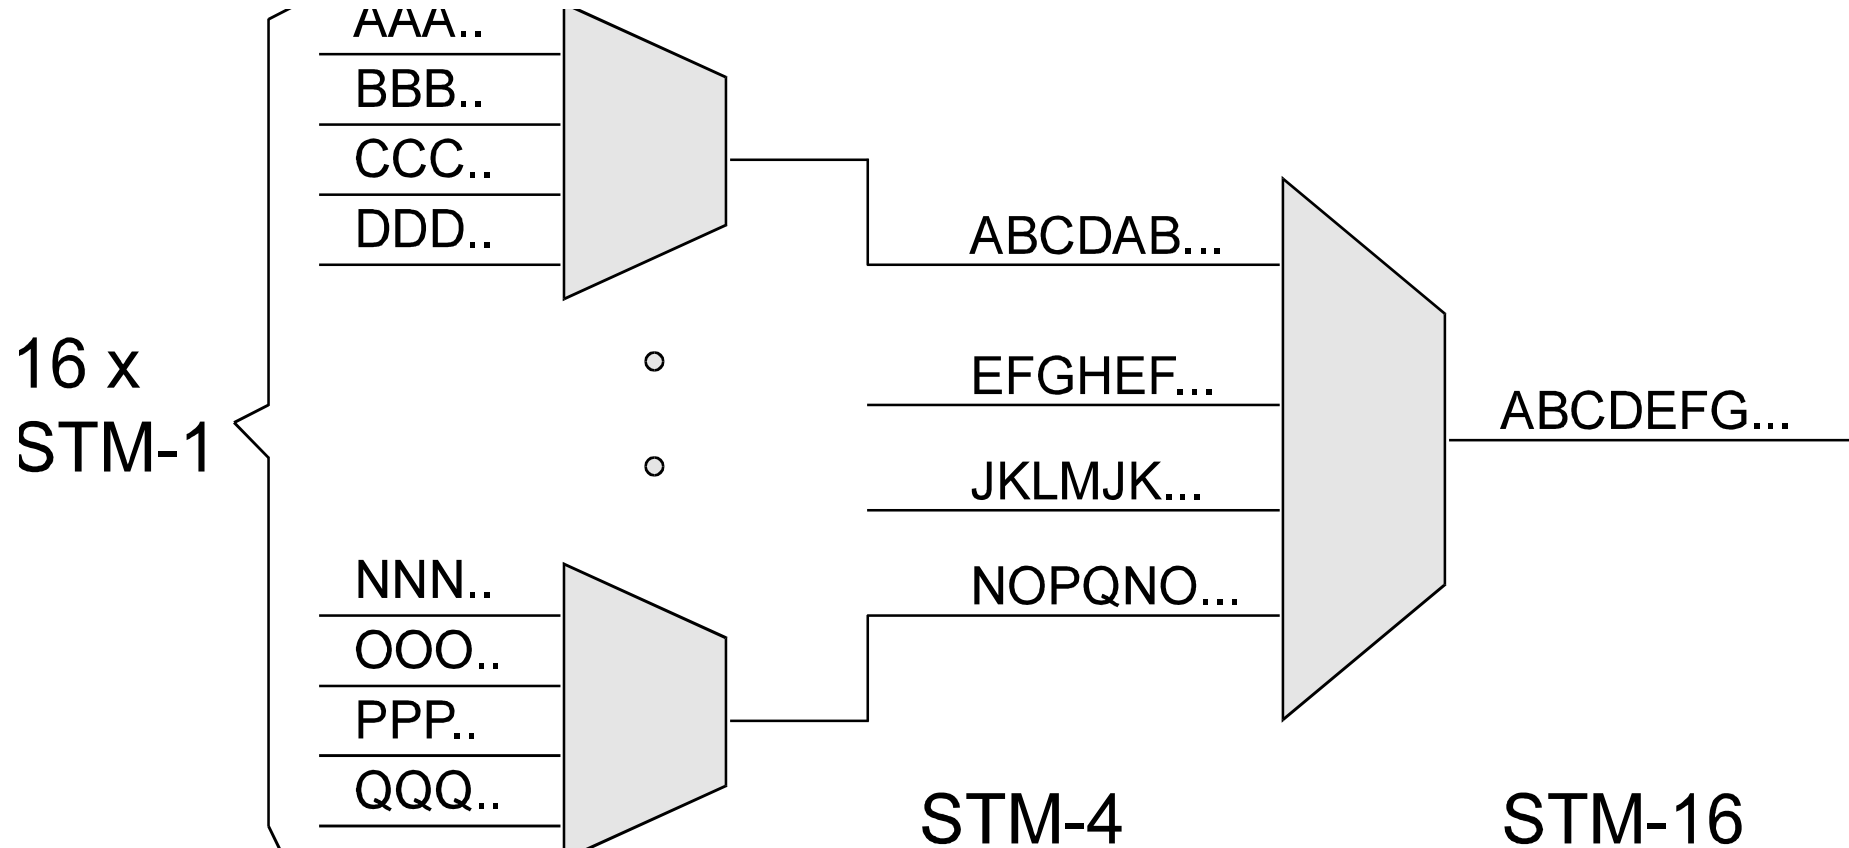 AAA..
BBB..
CCC..
DDD..
ABCDAB...
16 x
STM-1
EFGHEF...
ABCDEFG...
JKLMJK...
NNN..
OOO..
PPP..
QQQ..
NOPQNO...
STM-4
STM-16